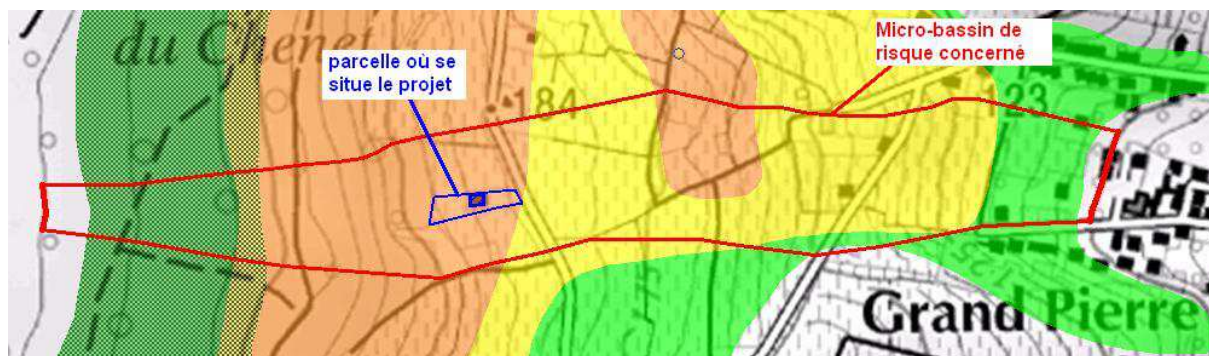 du Chenet
parcelle où se
situe le projet
Micro-bassin de
risque concerné
184
123
Grand Pierre